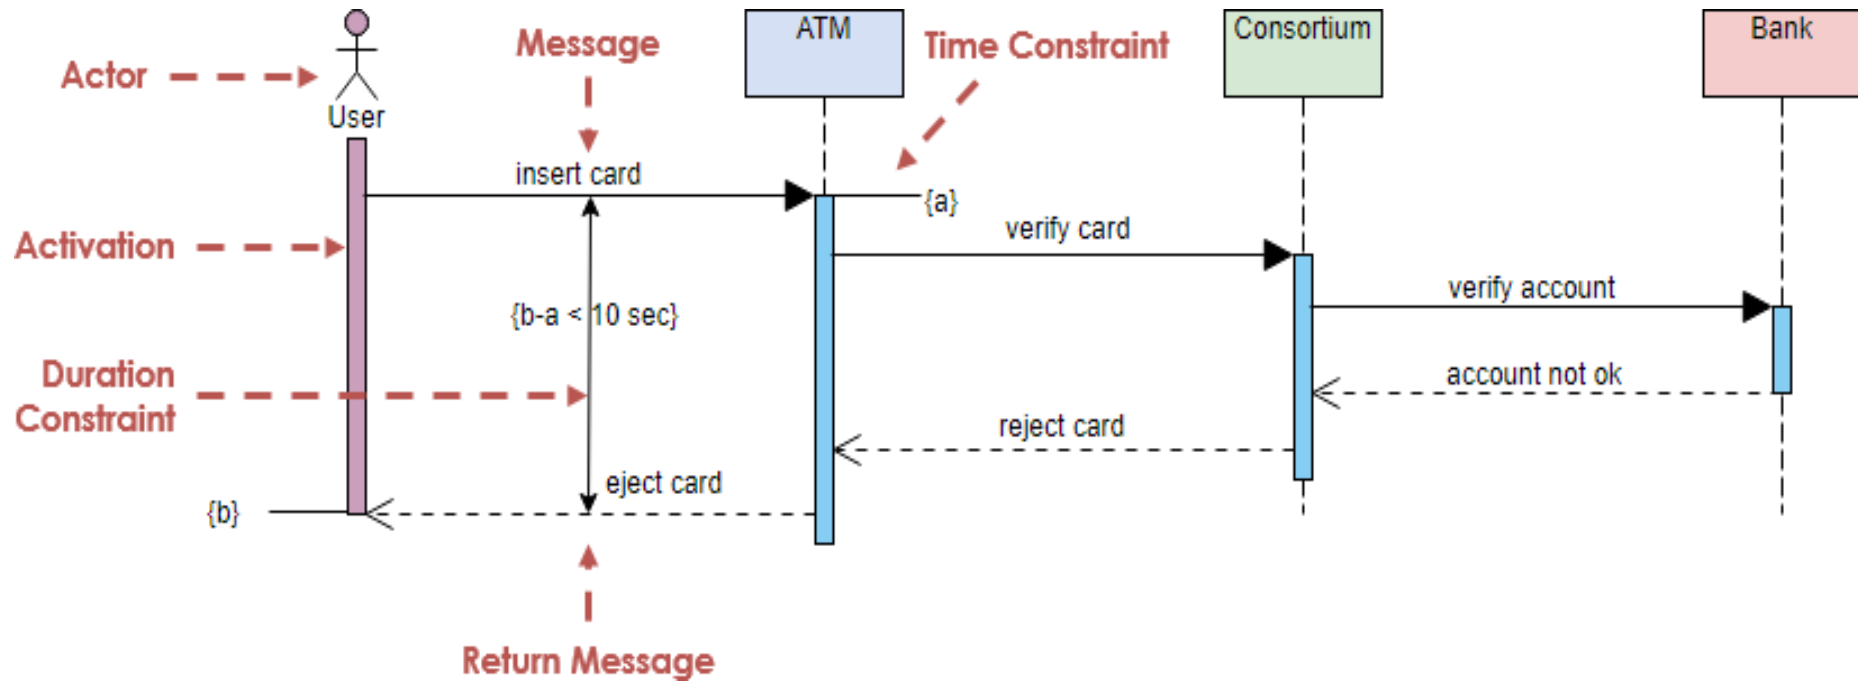 ATM
Consortium
Bank
Message
Time Constraint
Actor
User
insert card
{a}
verify card
Activation
verify account
{b-a < 10 sec}
Duration
Constraint
account not ok
reject card
eject card
{b}
Return Message